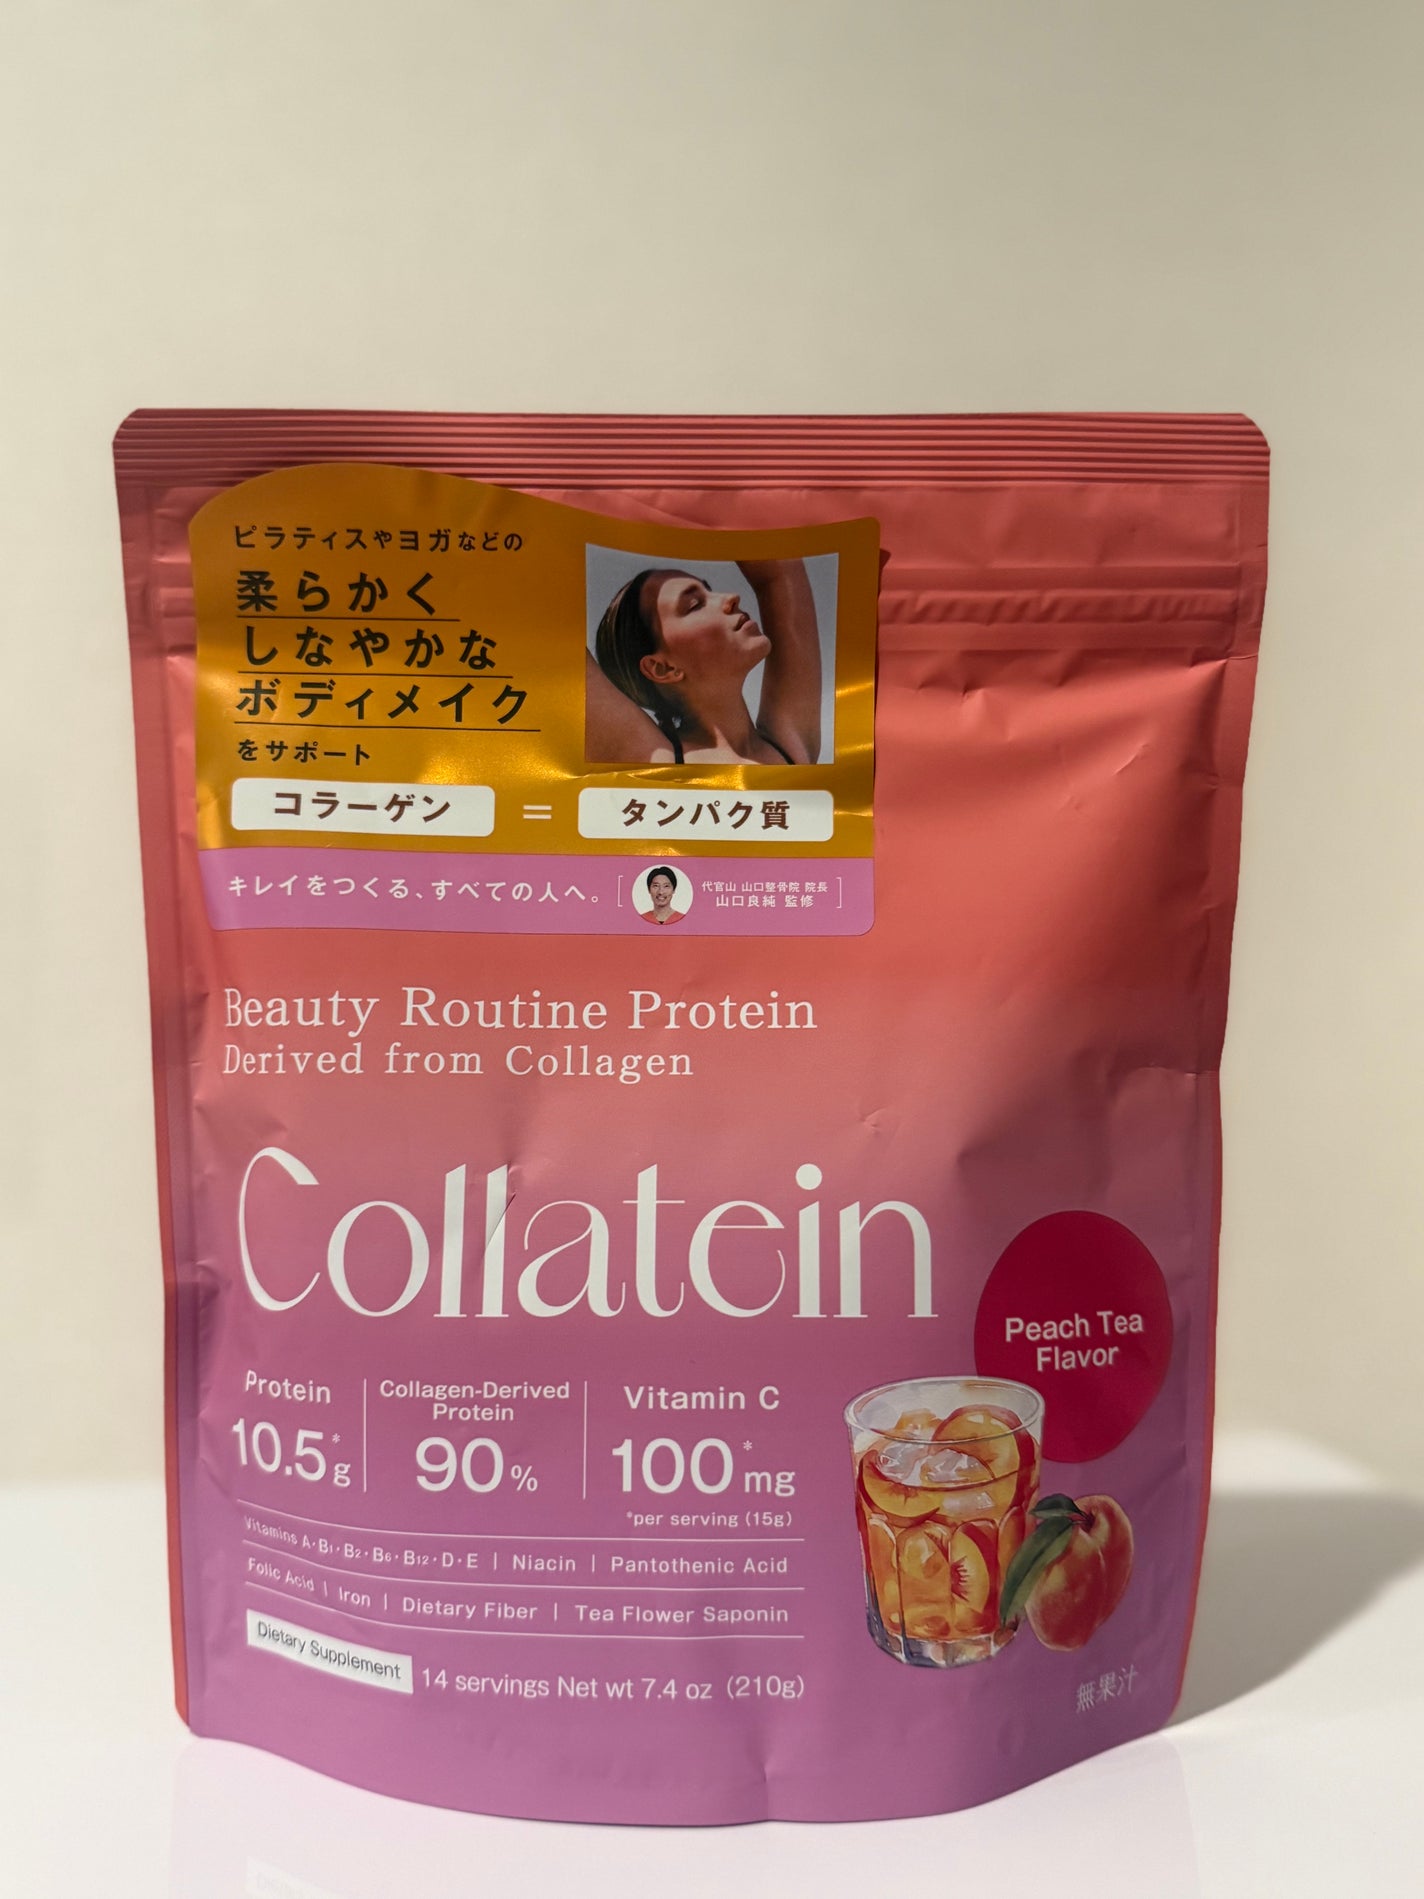 ピラティスやヨガなどの
柔らかく
しなやかな
ボディメイク
をサポート
コラーゲン = タンパク質
キレイをつくる、すべての人へ。
代官山 山口整骨院 院長
山口良純 監修
Beauty Routine Protein
Derived from Collagen
Collatein
Peach Tea
Flavor
Protein
10.5*g
Collagen-Derived
Protein
90%
Vitamin C
100*mg
*per serving (15g)
Vitamins A・B1・B2・B6・B12・D・E | Niacin | Pantothenic Acid
Folic Acid | Iron | Dietary Fiber | Tea Flower Saponin
Dietary Supplement 14 servings Net wt 7.4 oz (210g)
無果汁